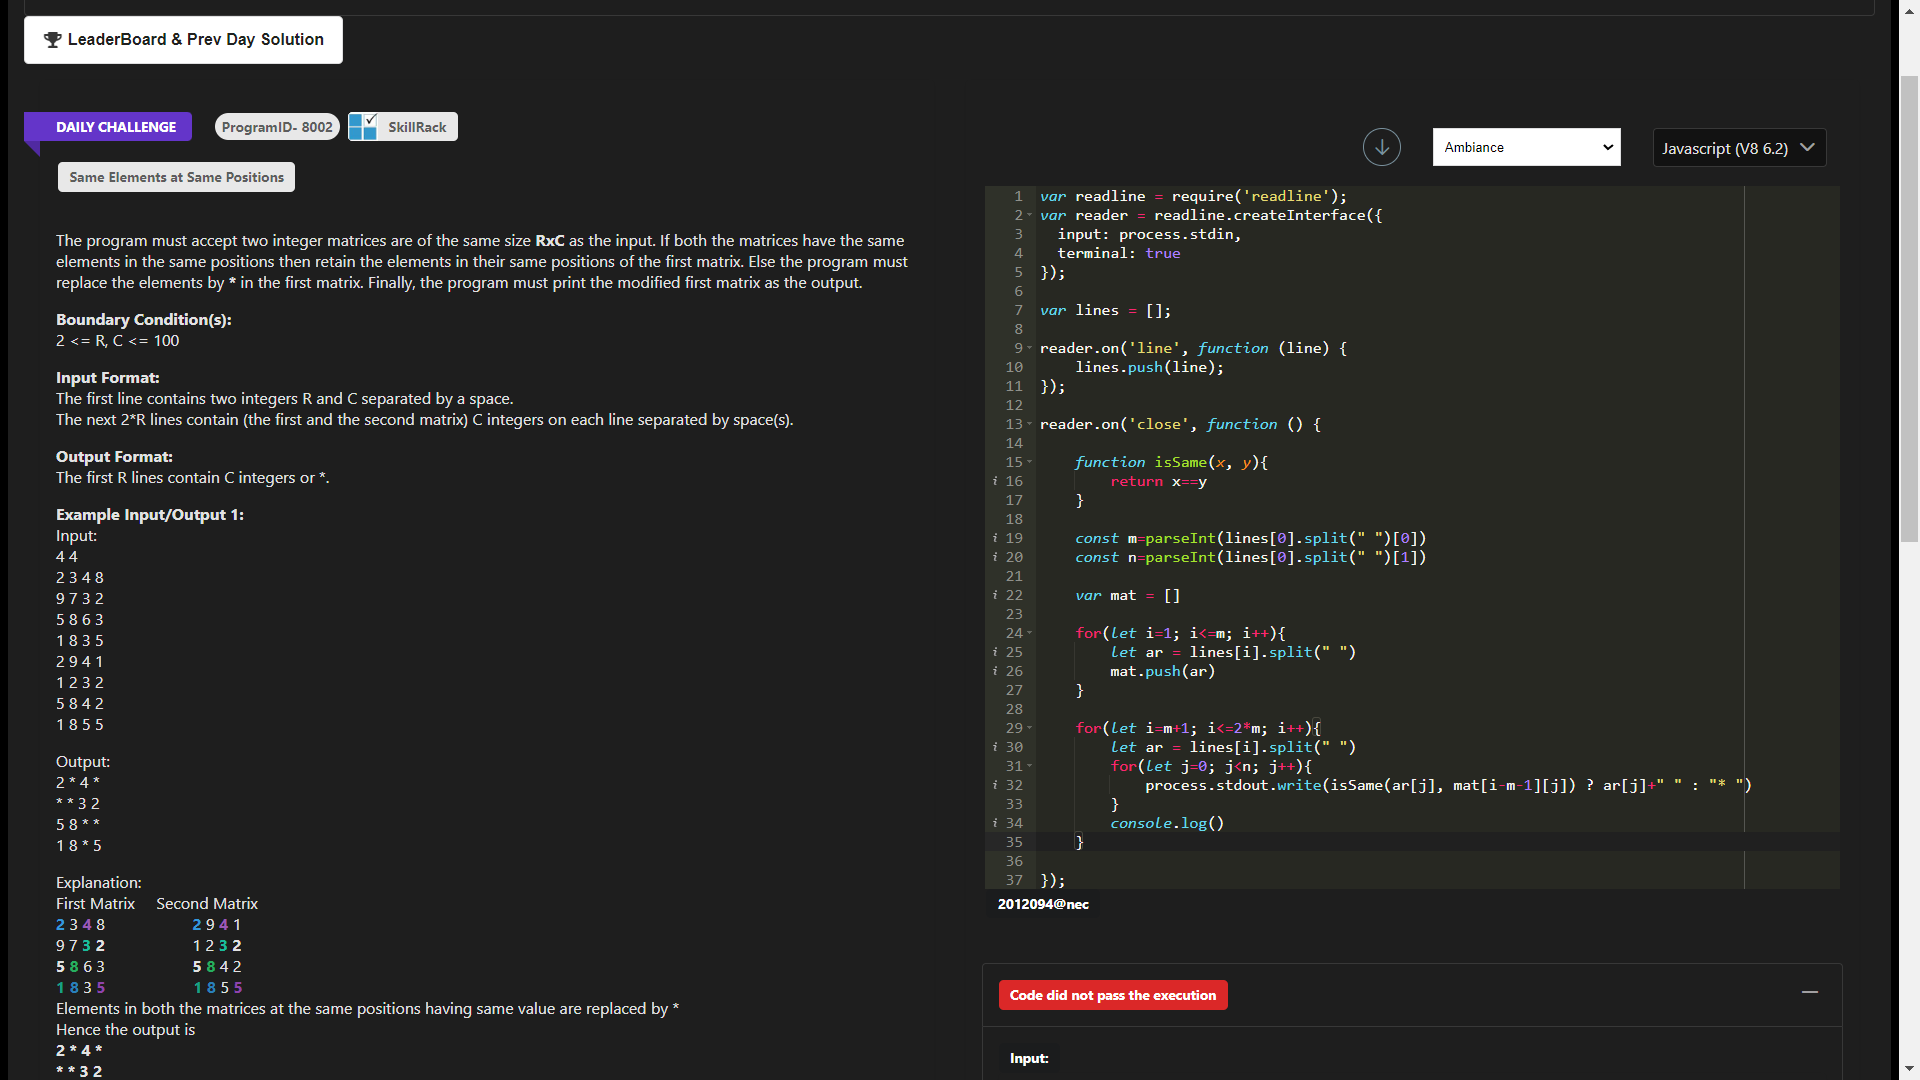 LeaderBoard & Prev Day Solution
DAILY CHALLENGE
ProgramID- 8002
SkillRack
Same Elements at Same Positions
The program must accept two integer matrices are of the same size RxC as the input. If both the matrices have the same
elements in the same positions then retain the elements in their same positions of the first matrix. Else the program must
replace the elements by * in the first matrix. Finally, the program must print the modified first matrix as the output.
Boundary Condition(s):
2 <= R, C <= 100
Input Format:
The first line contains two integers R and C separated by a space.
The next 2*R lines contain (the first and the second matrix) C integers on each line separated by space(s).
Output Format:
The first R lines contain C integers or *.
Example Input/Output 1:
Input:
4 4
2 3 4 8
9 7 3 2
5 8 6 3
1 8 3 5
2 9 4 1
1 2 3 2
5 8 4 2
1 8 5 5
Output:
2 * 4 *
* * 3 2
5 8 * *
1 8 * 5
Explanation:
First Matrix Second Matrix
2 3 4 8 2 9 4 1
9 7 3 2 1 2 3 2
5 8 6 3 5 8 4 2
1 8 3 5 1 8 5 5
Elements in both the matrices at the same positions having same value are replaced by *
Hence the output is
2 * 4 *
* * 3 2
Ambiance
Javascript (V8 6.2)
1 var readline = require('readline');
2 var reader = readline.createInterface({
3 input: process.stdin,
4 terminal: true
5 });
6
7 var lines = [];
8
9 reader.on('line', function (line) {
10 lines.push(line);
11 });
12
13 reader.on('close', function () {
14
15 function isSame(x, y){
i 16 return x==y
17 }
18
i 19 const m=parseInt(lines[0].split(" ")[0])
i 20 const n=parseInt(lines[0].split(" ")[1])
21
i 22 var mat = []
23
24 for(let i=1; i<=m; i++){
i 25 let ar = lines[i].split(" ")
i 26 mat.push(ar)
27 }
28
29 for(let i=m+1; i<=2*m; i++){
i 30 let ar = lines[i].split(" ")
31 for(let j=0; j<n; j++){
i 32 process.stdout.write(isSame(ar[j], mat[i-m-1][j]) ? ar[j]+" " : "* ")
33 }
i 34 console.log()
35 }
36
37 });
2012094@nec
Code did not pass the execution
Input: